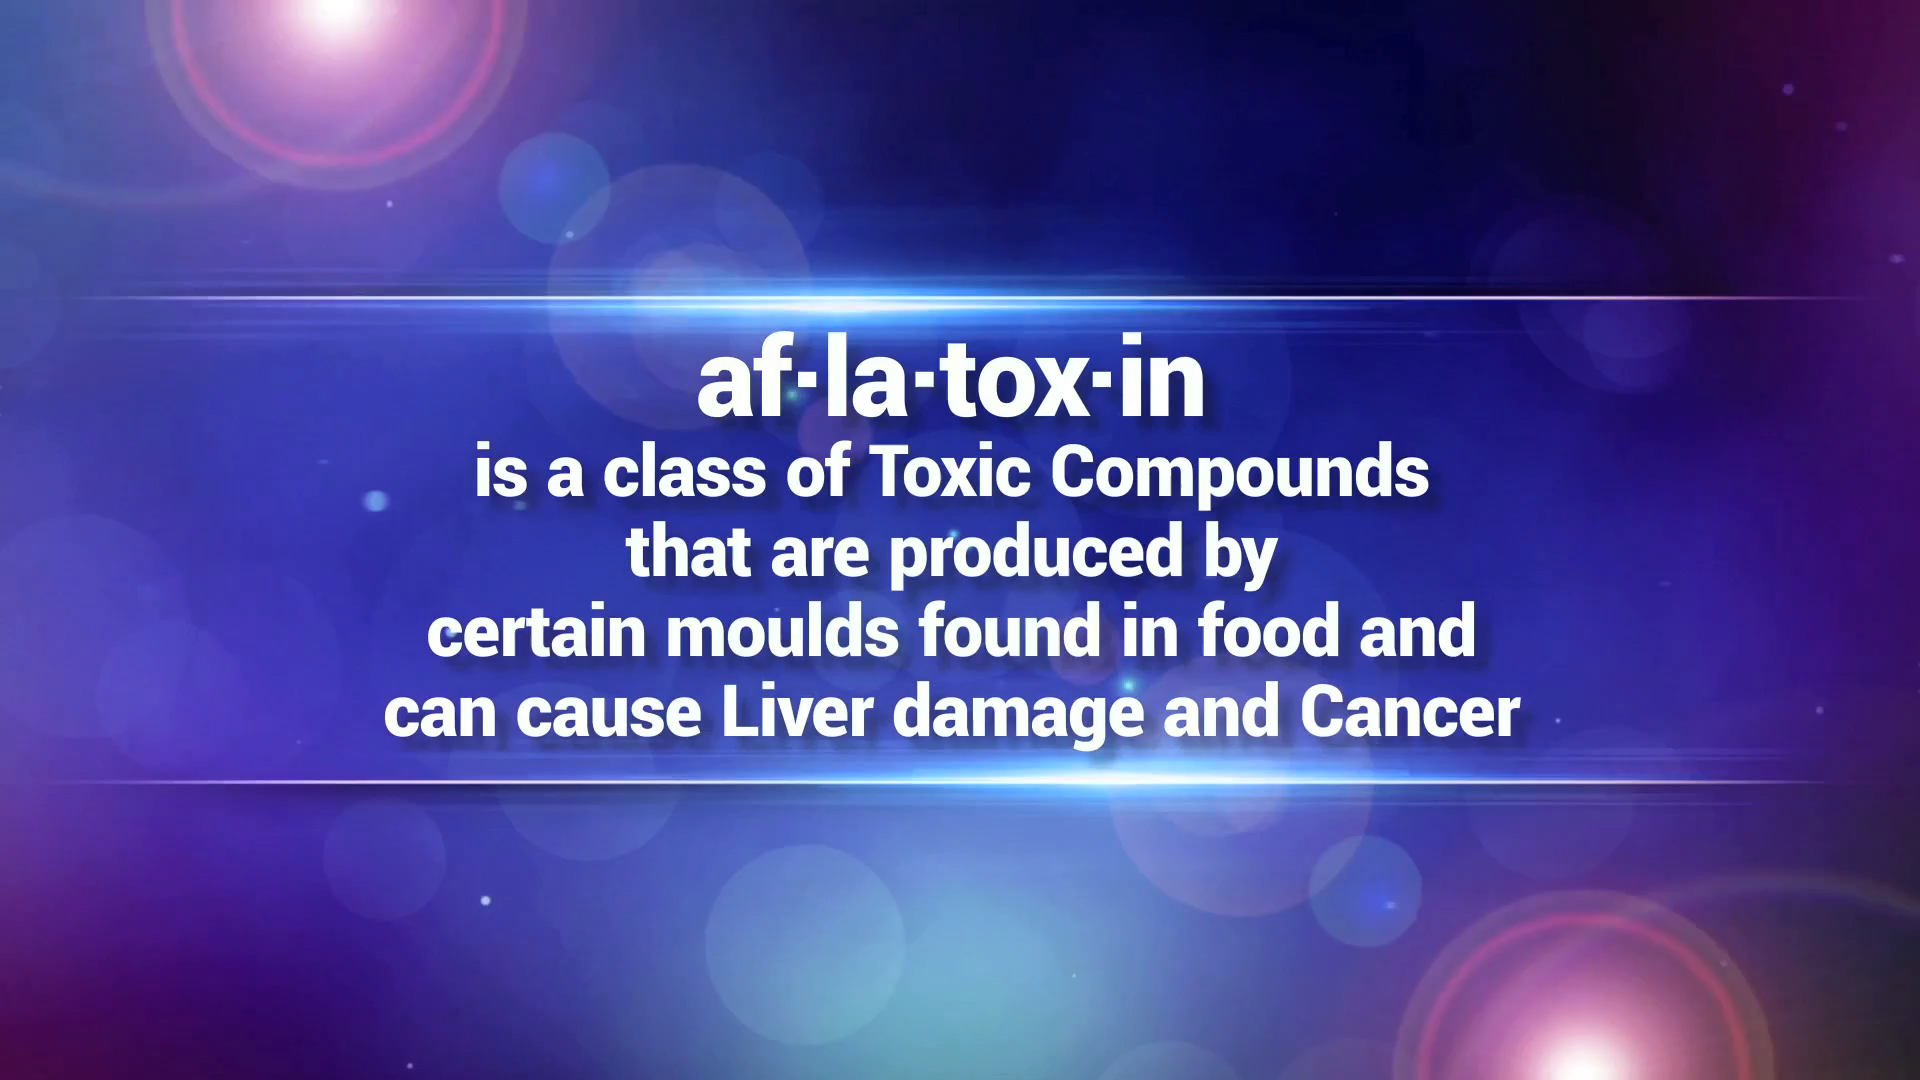 af·la·tox·in
is a class of Toxic Compounds
that are produced by
certain moulds found in food and
can cause Liver damage and Cancer